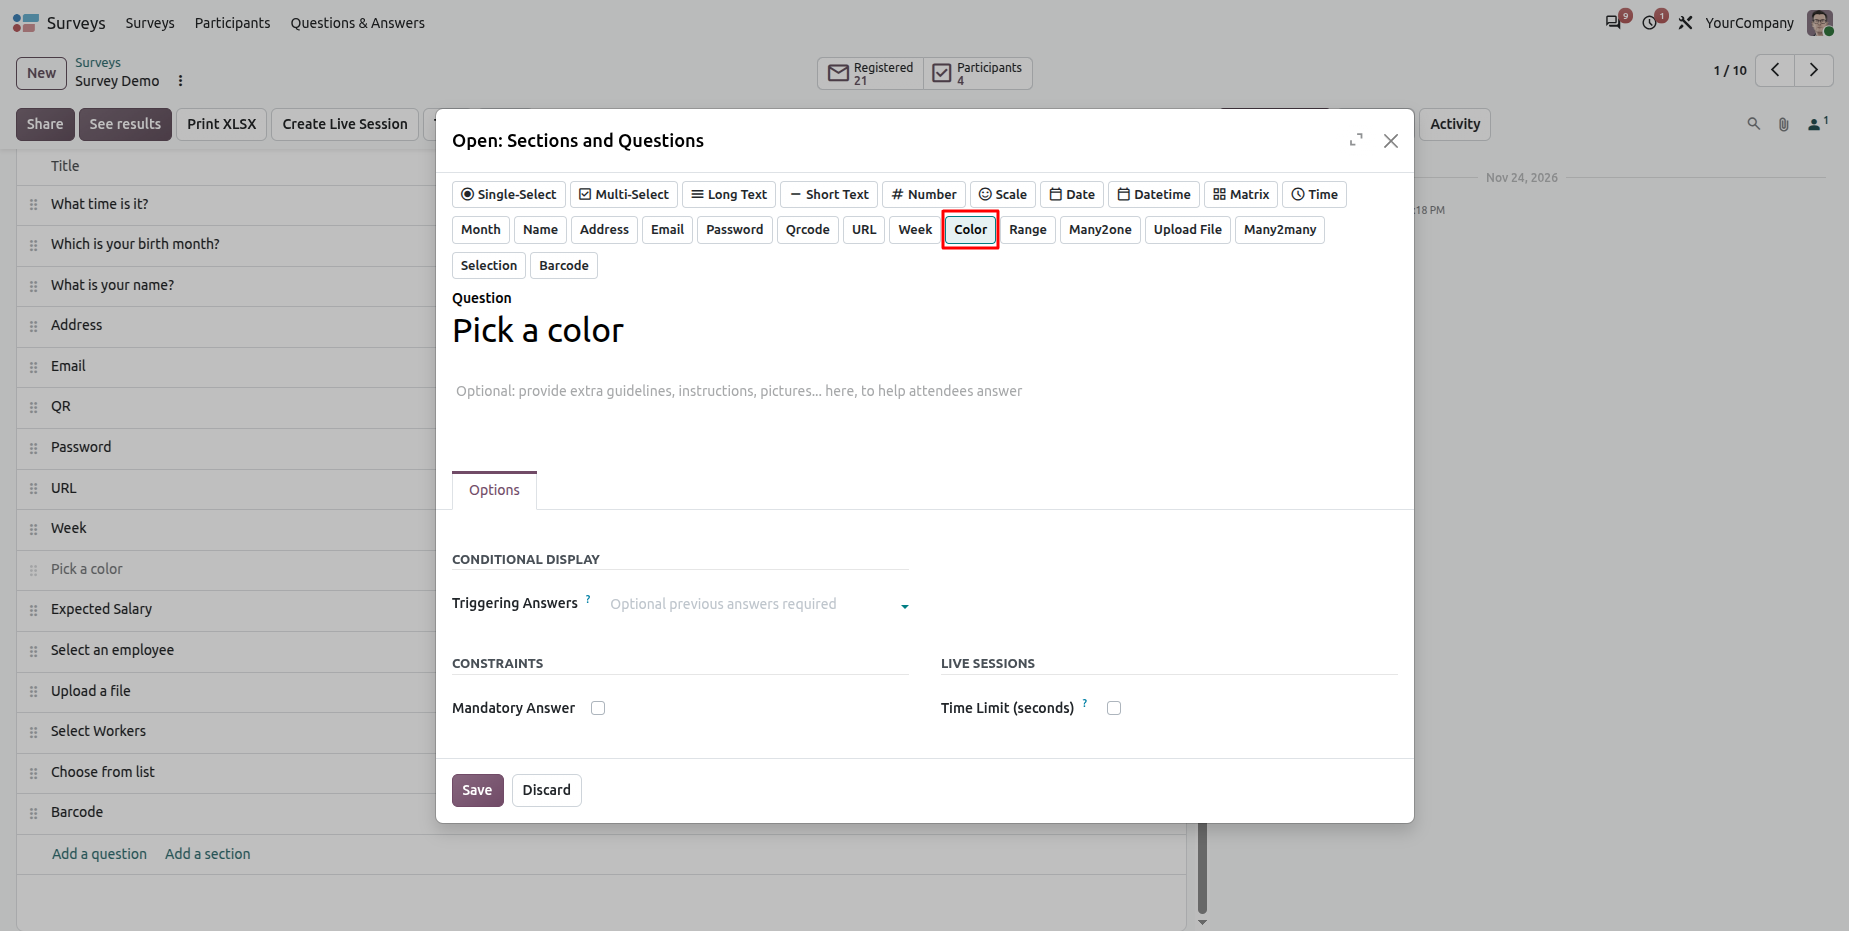 Surveys Surveys Participants Questions & Answers 9 1 YourCompany
New Surveys
Survey Demo
Registered 21 Participants 4
1 / 10
Share See results Print XLSX Create Live Session Activity 1
Title
What time is it?
Which is your birth month?
What is your name?
Address
Email
QR
Password
URL
Week
Pick a color
Expected Salary
Select an employee
Upload a file
Select Workers
Choose from list
Barcode
Add a question Add a section
Open: Sections and Questions
Single-Select Multi-Select Long Text Short Text Number Scale Date Datetime Matrix Time
Month Name Address Email Password Qrcode URL Week Color Range Many2one Upload File Many2many
Selection Barcode
Question
Pick a color
Optional: provide extra guidelines, instructions, pictures... here, to help attendees answer
Options
CONDITIONAL DISPLAY
Triggering Answers ? Optional previous answers required
CONSTRAINTS LIVE SESSIONS
Mandatory Answer Time Limit (seconds) ?
Save Discard
Nov 24, 2026
:18 PM